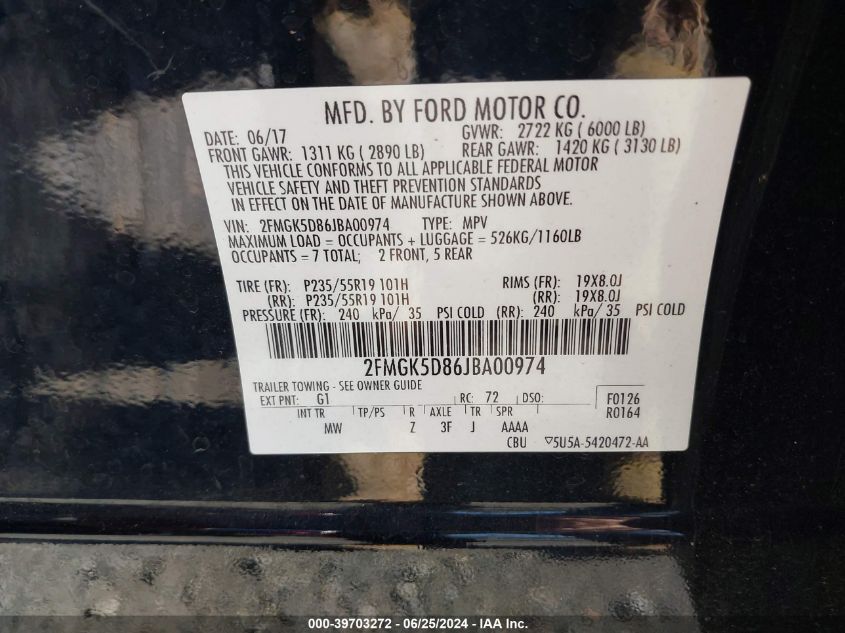 MFD. BY FORD MOTOR CO.
DATE: 06/17 GVWR: 2722 KG ( 6000 LB)
FRONT GAWR: 1311 KG ( 2890 LB) REAR GAWR: 1420 KG ( 3130 LB)
THIS VEHICLE CONFORMS TO ALL APPLICABLE FEDERAL MOTOR
VEHICLE SAFETY AND THEFT PREVENTION STANDARDS
IN EFFECT ON THE DATE OF MANUFACTURE SHOWN ABOVE.
VIN: 2FMGK5D86JBA00974 TYPE: MPV
MAXIMUM LOAD = OCCUPANTS + LUGGAGE = 526KG/1160LB
OCCUPANTS = 7 TOTAL; 2 FRONT, 5 REAR
TIRE (FR): P235/55R19 101H RIMS (FR): 19X8.0J
(RR): P235/55R19 101H (RR): 19X8.0J
PRESSURE (FR): 240 kPa/ 35 PSI COLD (RR): 240 kPa/ 35 PSI COLD
2FMGK5D86JBA00974
TRAILER TOWING - SEE OWNER GUIDE
EXT PNT: G1 RC: 72 DSO: F0126
INT TR TP/PS R AXLE TR SPR R0164
MW Z 3F J AAAA
CBU ▽5U5A-5420472-AA
000-39703272 - 06/25/2024 - IAAI Inc.